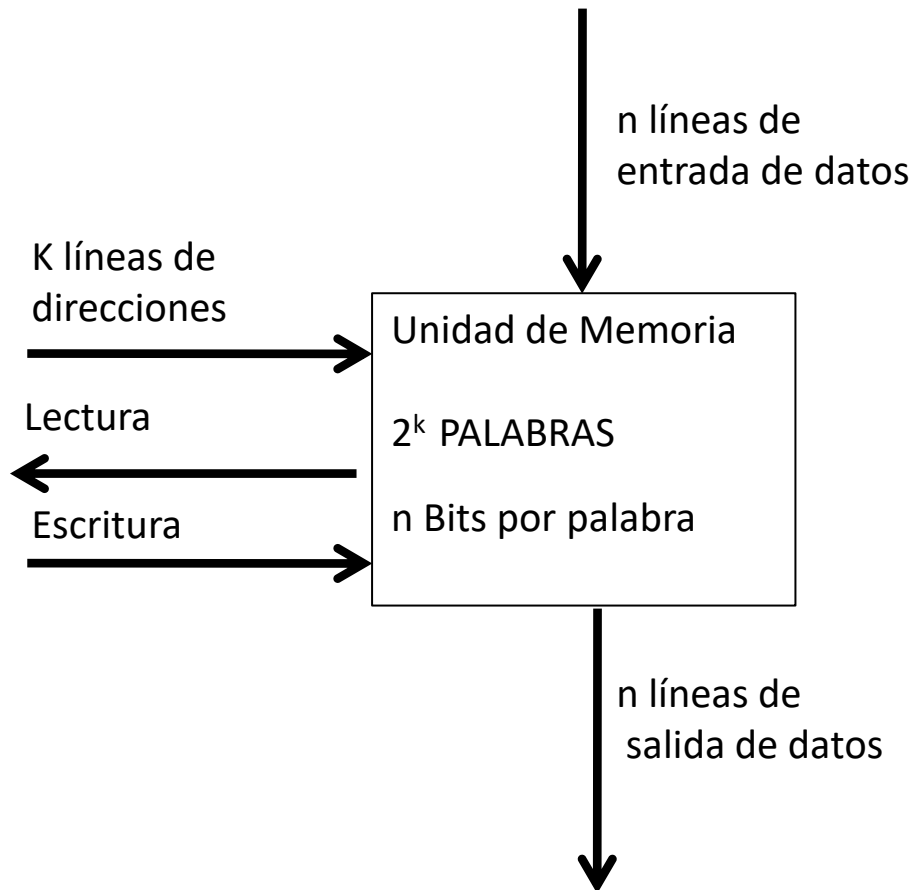 n líneas de
entrada de datos
K líneas de
direcciones
Lectura
Escritura
Unidad de Memoria
2ᵏ PALABRAS
n Bits por palabra
n líneas de
salida de datos